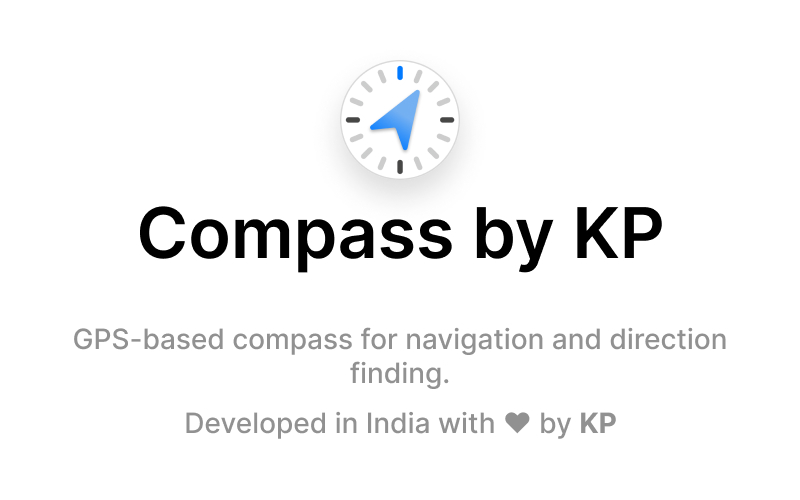 Compass by KP
GPS-based compass for navigation and direction
finding.
Developed in India with ♥ by KP